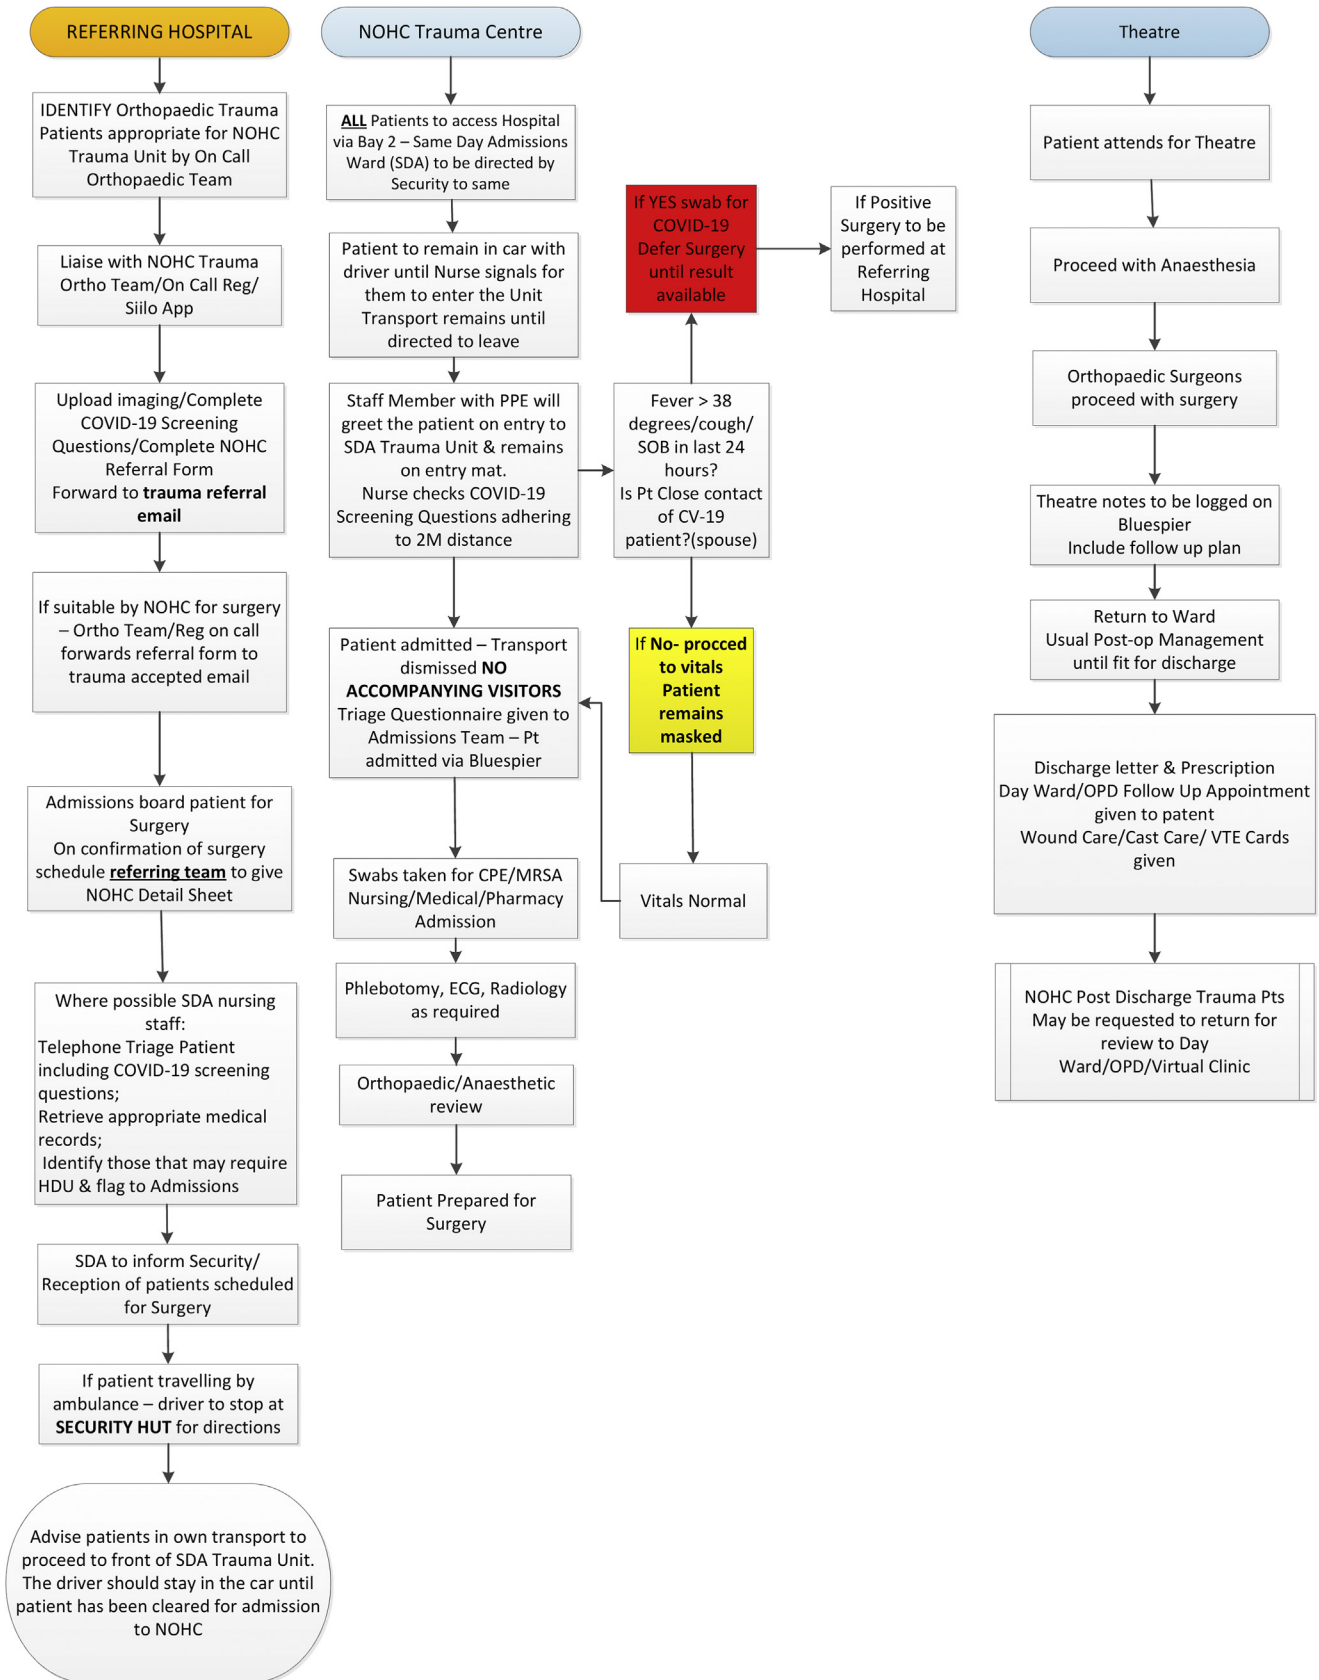 REFERRING HOSPITAL
IDENTIFY Orthopaedic Trauma
Patients appropriate for NOHC
Trauma Unit by On Call
Orthopaedic Team
Liaise with NOHC Trauma
Ortho Team/On Call Reg/
Siilo App
Upload imaging/Complete
COVID-19 Screening
Questions/Complete NOHC
Referral Form
Forward to trauma referral
email
If suitable by NOHC for surgery
– Ortho Team/Reg on call
forwards referral form to
trauma accepted email
Admissions board patient for
Surgery
On confirmation of surgery
schedule referring team to give
NOHC Detail Sheet
Where possible SDA nursing
staff:
Telephone Triage Patient
including COVID-19 screening
questions;
Retrieve appropriate medical
records;
Identify those that may require
HDU & flag to Admissions
SDA to inform Security/
Reception of patients scheduled
for Surgery
If patient travelling by
ambulance – driver to stop at
SECURITY HUT for directions
Advise patients in own transport to
proceed to front of SDA Trauma Unit.
The driver should stay in the car until
patient has been cleared for admission
to NOHC
NOHC Trauma Centre
ALL Patients to access Hospital
via Bay 2 – Same Day Admissions
Ward (SDA) to be directed by
Security to same
Patient to remain in car with
driver until Nurse signals for
them to enter the Unit
Transport remains until
directed to leave
Staff Member with PPE will
greet the patient on entry to
SDA Trauma Unit & remains
on entry mat.
Nurse checks COVID-19
Screening Questions adhering
to 2M distance
Patient admitted – Transport
dismissed NO
ACCOMPANYING VISITORS
Triage Questionnaire given to
Admissions Team – Pt
admitted via Bluespier
Swabs taken for CPE/MRSA
Nursing/Medical/Pharmacy
Admission
Phlebotomy, ECG, Radiology
as required
Orthopaedic/Anaesthetic
review
Patient Prepared for
Surgery
If YES swab for
COVID-19
Defer Surgery
until result
available
If Positive
Surgery to be
performed at
Referring
Hospital
Fever > 38
degrees/cough/
SOB in last 24
hours?
Is Pt Close contact
of CV-19
patient?(spouse)
If No- procced
to vitals
Patient
remains
masked
Vitals Normal
Theatre
Patient attends for Theatre
Proceed with Anaesthesia
Orthopaedic Surgeons
proceed with surgery
Theatre notes to be logged on
Bluespier
Include follow up plan
Return to Ward
Usual Post-op Management
until fit for discharge
Discharge letter & Prescription
Day Ward/OPD Follow Up Appointment
given to patent
Wound Care/Cast Care/ VTE Cards
given
NOHC Post Discharge Trauma Pts
May be requested to return for
review to Day
Ward/OPD/Virtual Clinic